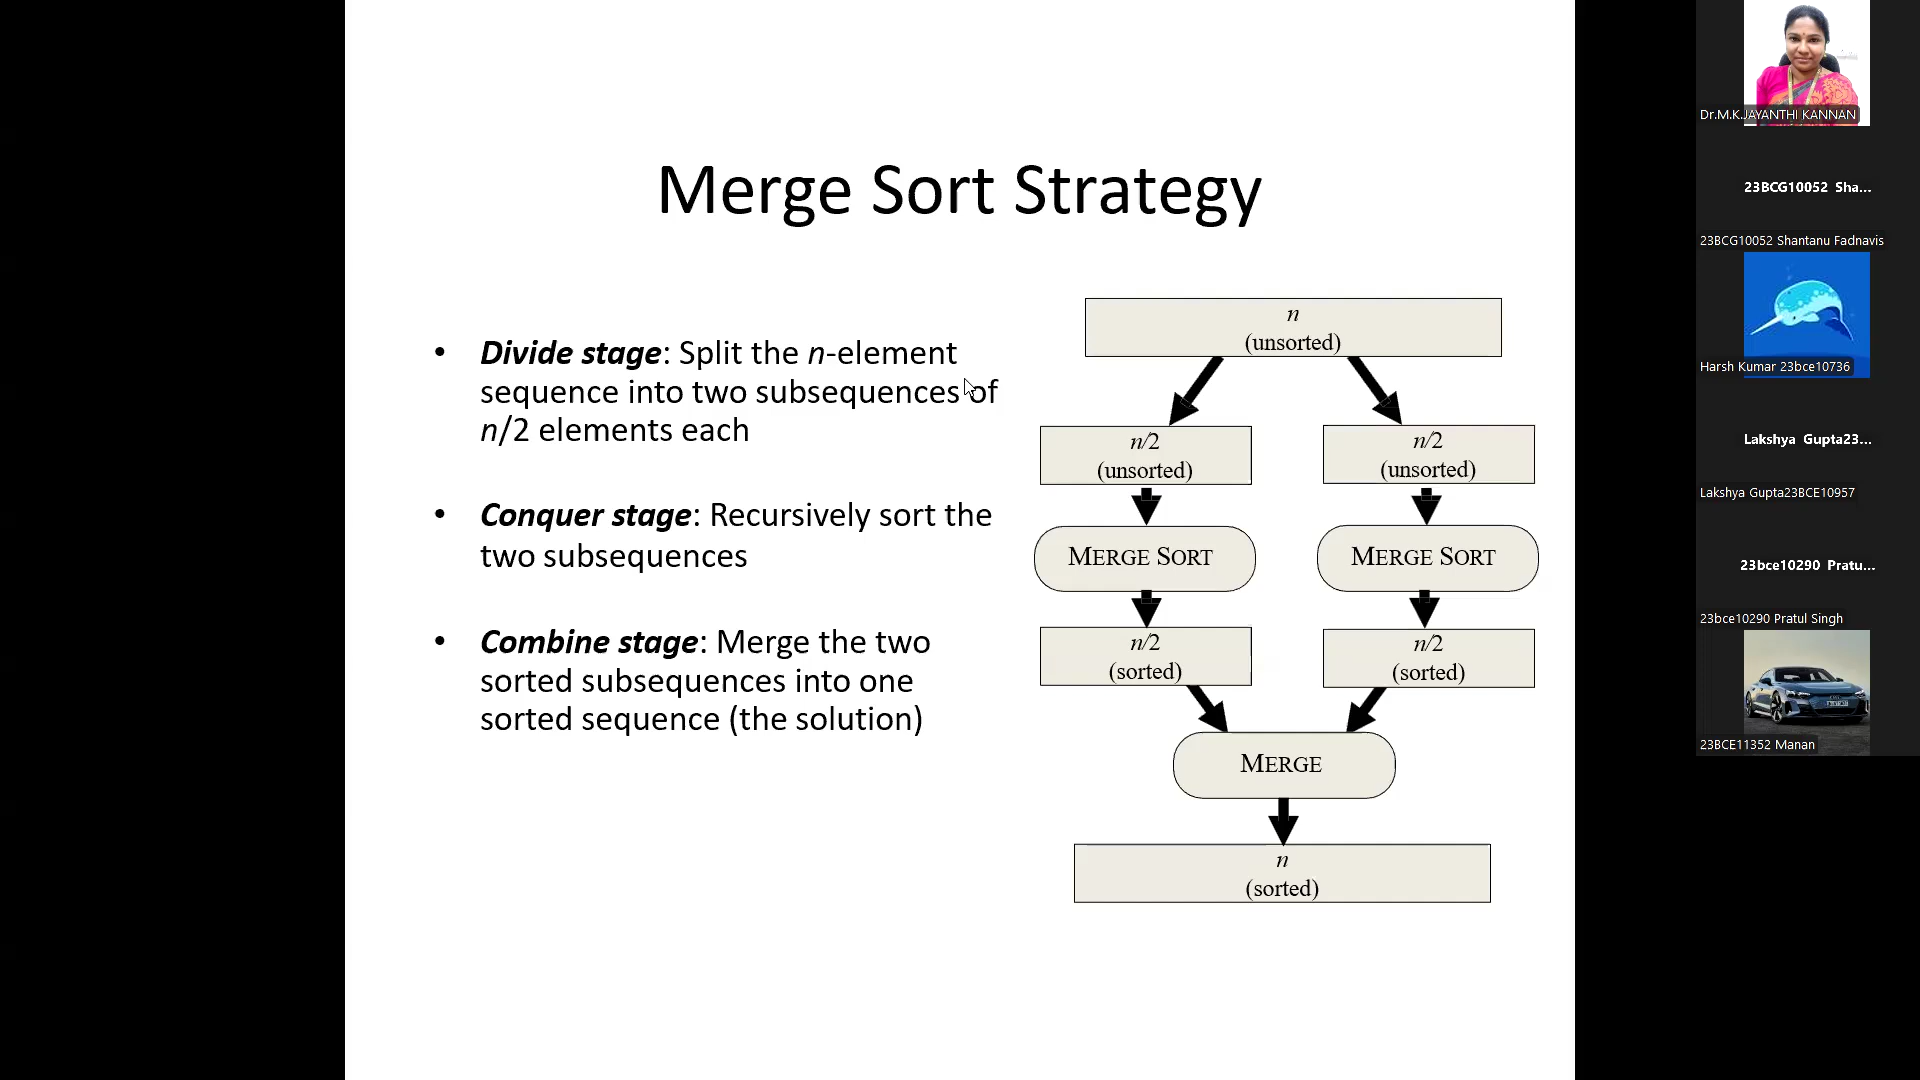 Merge Sort Strategy
• Divide stage: Split the n-element
sequence into two subsequences of
n/2 elements each
• Conquer stage: Recursively sort the
two subsequences
• Combine stage: Merge the two
sorted subsequences into one
sorted sequence (the solution)
n
(unsorted)
n/2
(unsorted)
n/2
(unsorted)
MERGE SORT
MERGE SORT
n/2
(sorted)
n/2
(sorted)
MERGE
n
(sorted)
Dr.M.K.JAYANTHI KANNAN
23BCG10052 Sha...
23BCG10052 Shantanu Fadnavis
Harsh Kumar 23bce10736
Lakshya Gupta23...
Lakshya Gupta23BCE10957
23bce10290 Pratu...
23bce10290 Pratul Singh
23BCE11352 Manan